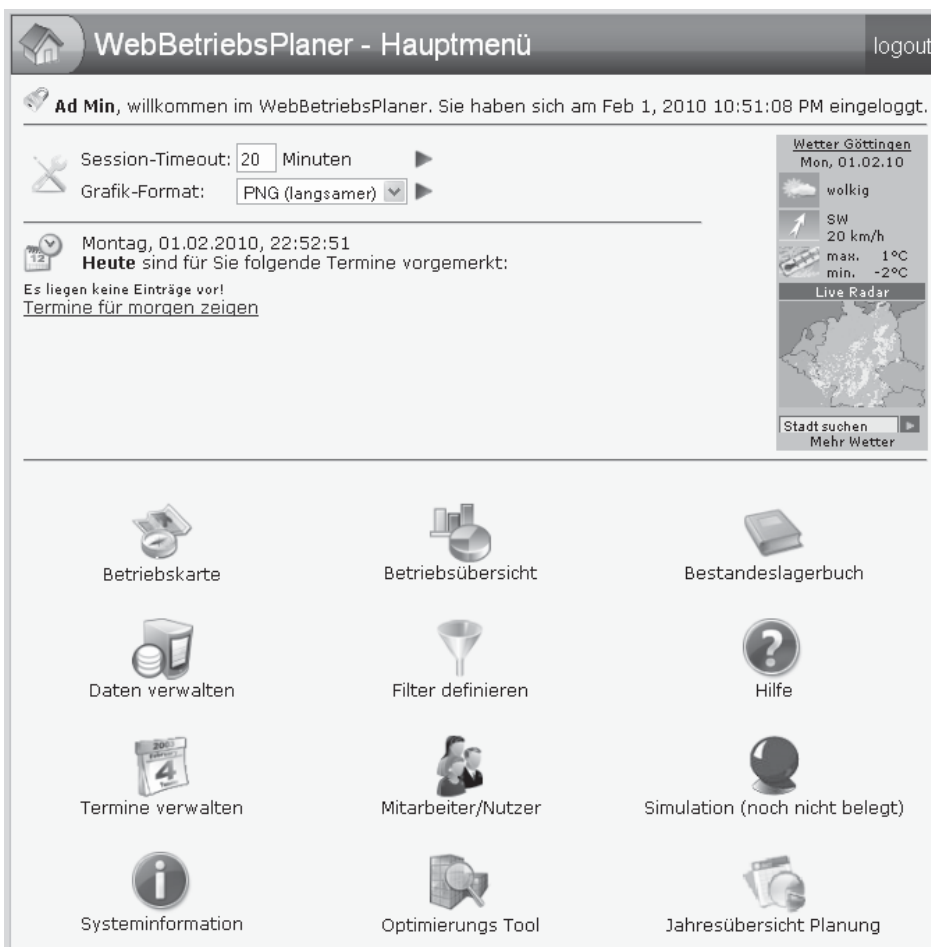 WebBetriebsPlaner - Hauptmenü
logout
Ad Min, willkommen im WebBetriebsPlaner. Sie haben sich am Feb 1, 2010 10:51:08 PM eingeloggt.
Session-Timeout: 20 Minuten
Grafik-Format: PNG (langsamer)
12
Montag, 01.02.2010, 22:52:51
Heute sind für Sie folgende Termine vorgemerkt:
Es liegen keine Einträge vor!
Termine für morgen zeigen
Wetter Göttingen
Mon, 01.02.10
wolkig
SW
20 km/h
max. 1°C
min. -2°C
Live Radar
Stadt suchen
Mehr Wetter
Betriebskarte
Betriebsübersicht
Bestandeslagerbuch
Daten verwalten
Filter definieren
?
Hilfe
2003
February
4
Termine verwalten
Mitarbeiter/Nutzer
Simulation (noch nicht belegt)
i
Systeminformation
Optimierungs Tool
Jahresübersicht Planung